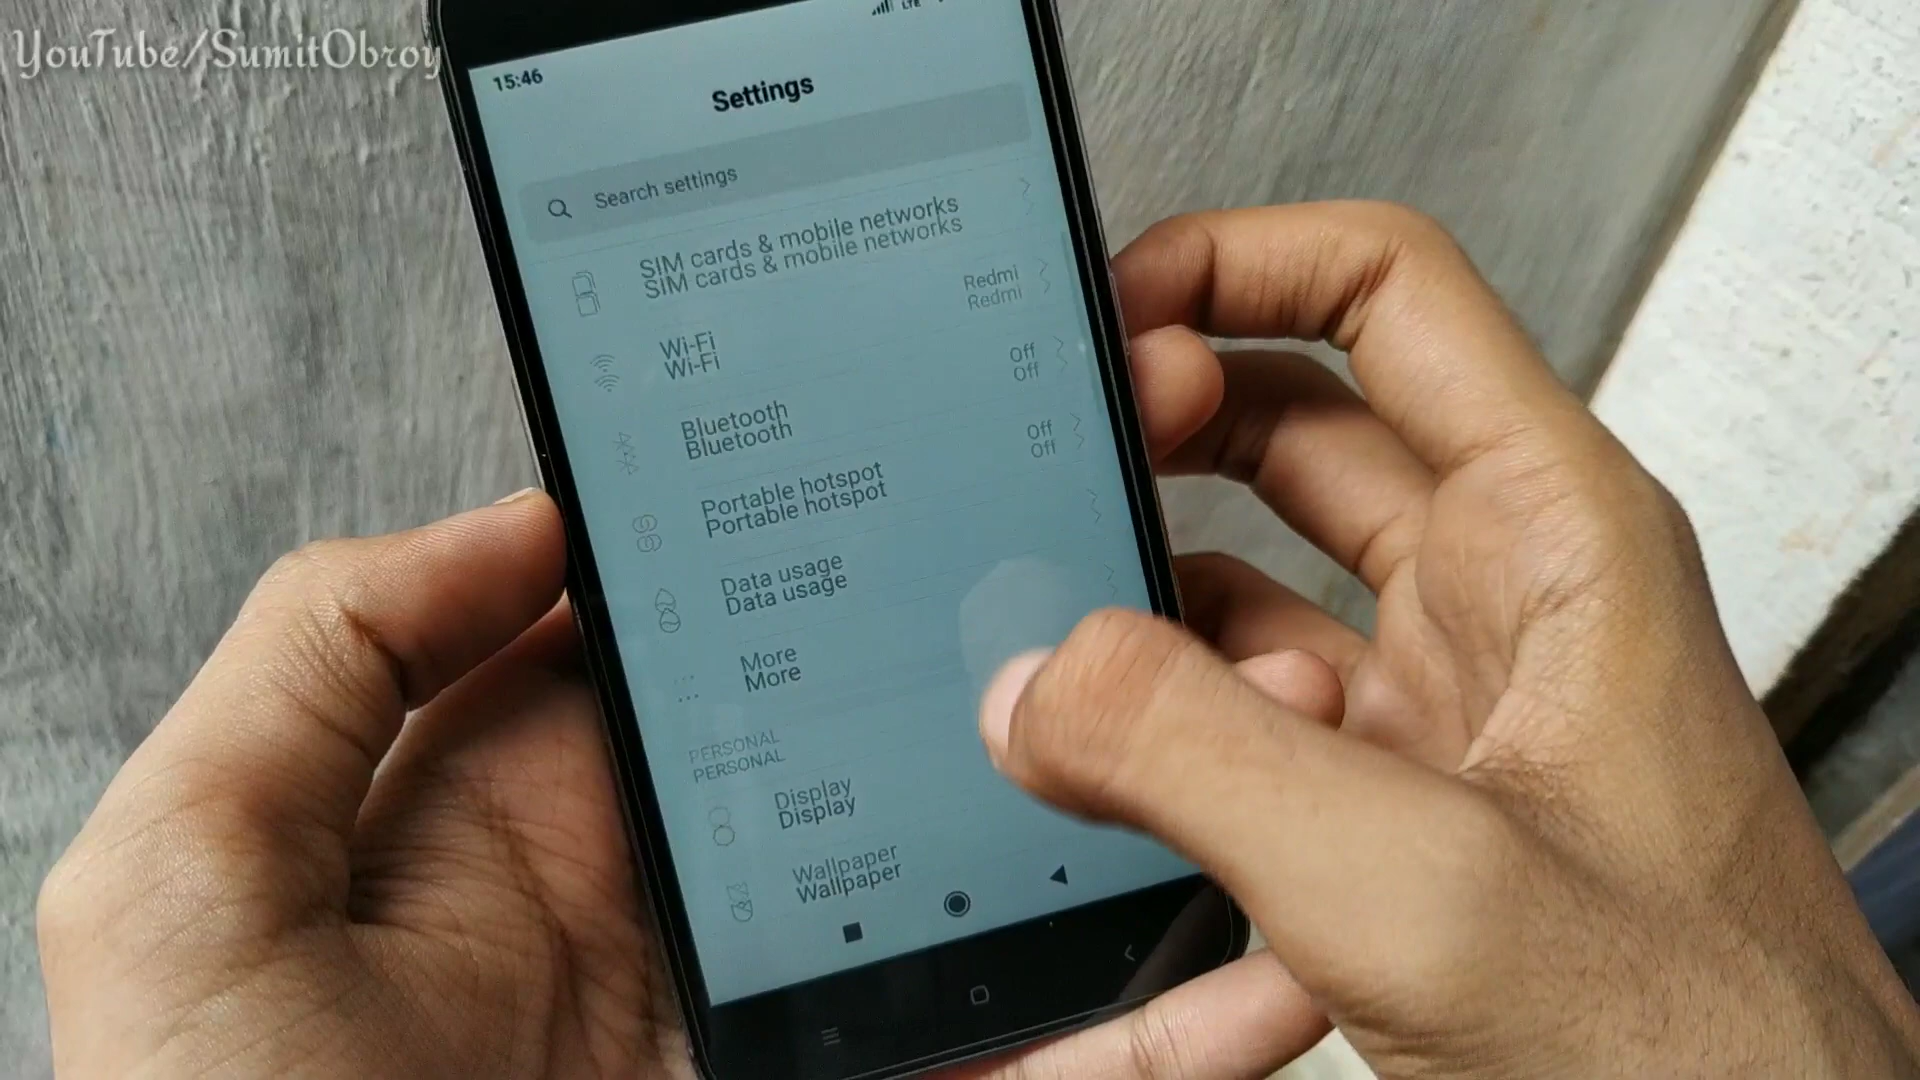 YouTube/SumitObroy
LTE
15:46
Settings
Search settings
SIM cards & mobile networks
SIM cards & mobile networks
Redmi
Redmi
Wi-Fi
Wi-Fi
Off
Off
Bluetooth
Bluetooth
Off
Off
Portable hotspot
Portable hotspot
Data usage
Data usage
More
More
PERSONAL
PERSONAL
Display
Display
Wallpaper
Wallpaper